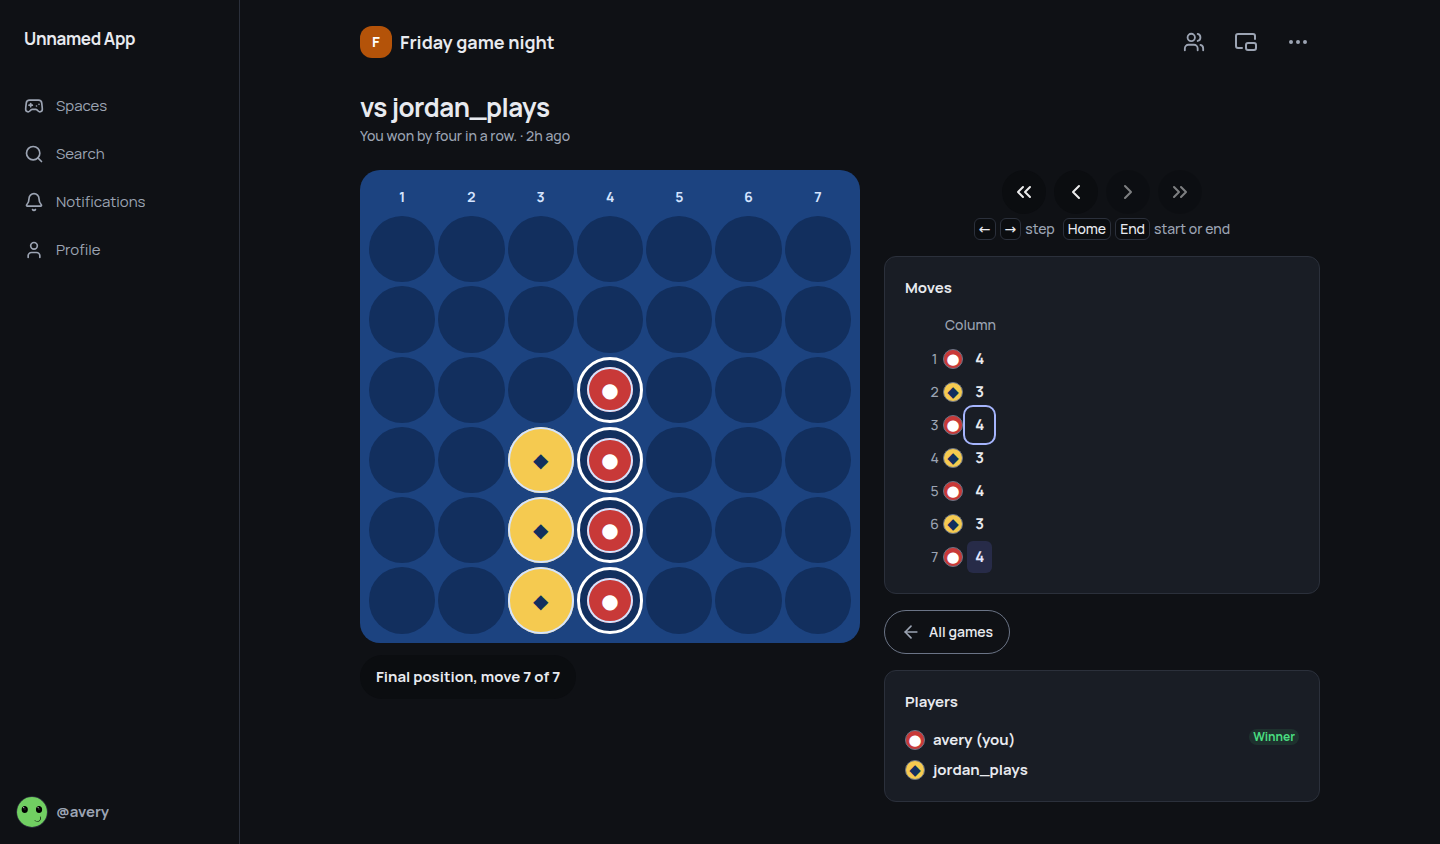 Unnamed App
Spaces
Search
Notifications
Profile
@avery
F Friday game night
vs jordan_plays
You won by four in a row. · 2h ago
1 2 3 4 5 6 7
Final position, move 7 of 7
← → step Home End start or end
Moves
Column
1 4
2 3
3 4
4 3
5 4
6 3
7 4
All games
Players
avery (you) Winner
jordan_plays